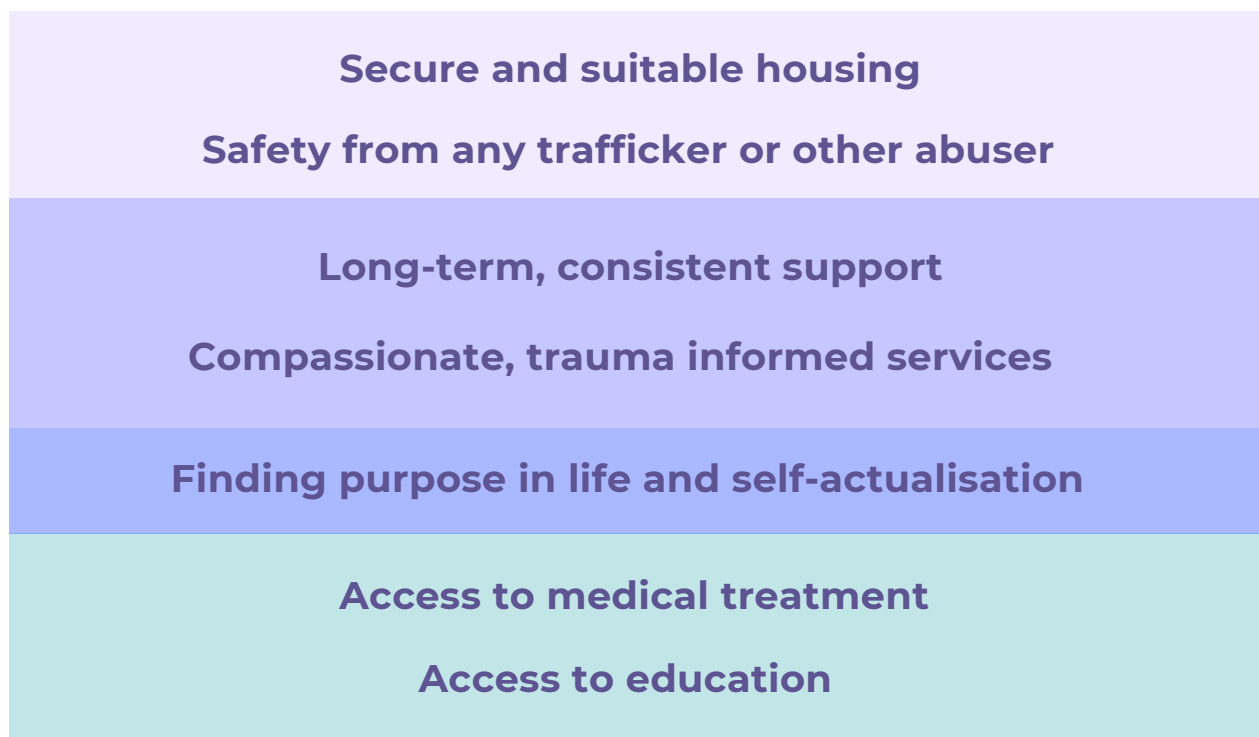 Secure and suitable housing
Safety from any trafficker or other abuser
Long-term, consistent support
Compassionate, trauma informed services
Finding purpose in life and self-actualisation
Access to medical treatment
Access to education